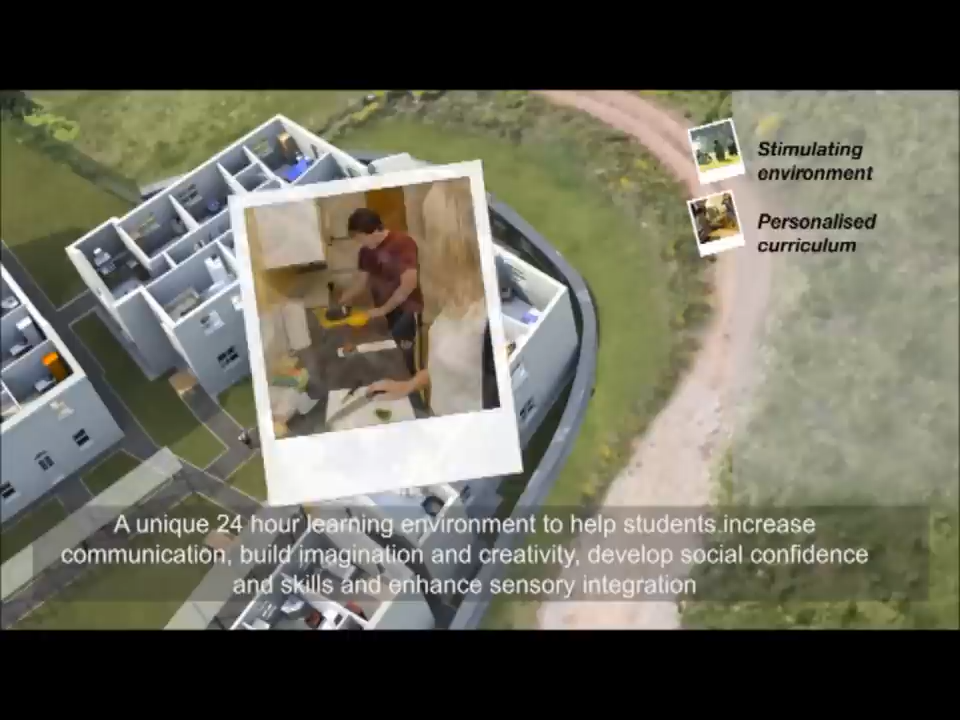 Stimulating
environment
Personalised
curriculum
A unique 24 hour learning environment to help students increase
communication, build imagination and creativity, develop social confidence
and skills and enhance sensory integration